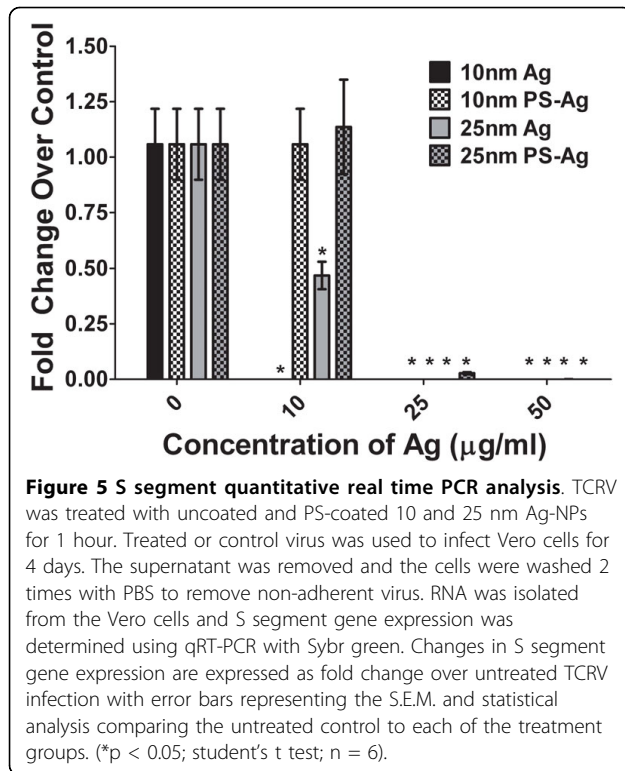 1.50
1.25
1.00
0.75
0.50
0.25
0.00
Fold Change Over Control
10nm Ag
10nm PS-Ag
25nm Ag
25nm PS-Ag
*
*
* * * *
* * * *
0
10
25
50
Concentration of Ag (μg/ml)
Figure 5 S segment quantitative real time PCR analysis. TCRV
was treated with uncoated and PS-coated 10 and 25 nm Ag-NPs
for 1 hour. Treated or control virus was used to infect Vero cells for
4 days. The supernatant was removed and the cells were washed 2
times with PBS to remove non-adherent virus. RNA was isolated
from the Vero cells and S segment gene expression was
determined using qRT-PCR with Sybr green. Changes in S segment
gene expression are expressed as fold change over untreated TCRV
infection with error bars representing the S.E.M. and statistical
analysis comparing the untreated control to each of the treatment
groups. (*p < 0.05; student's t test; n = 6).